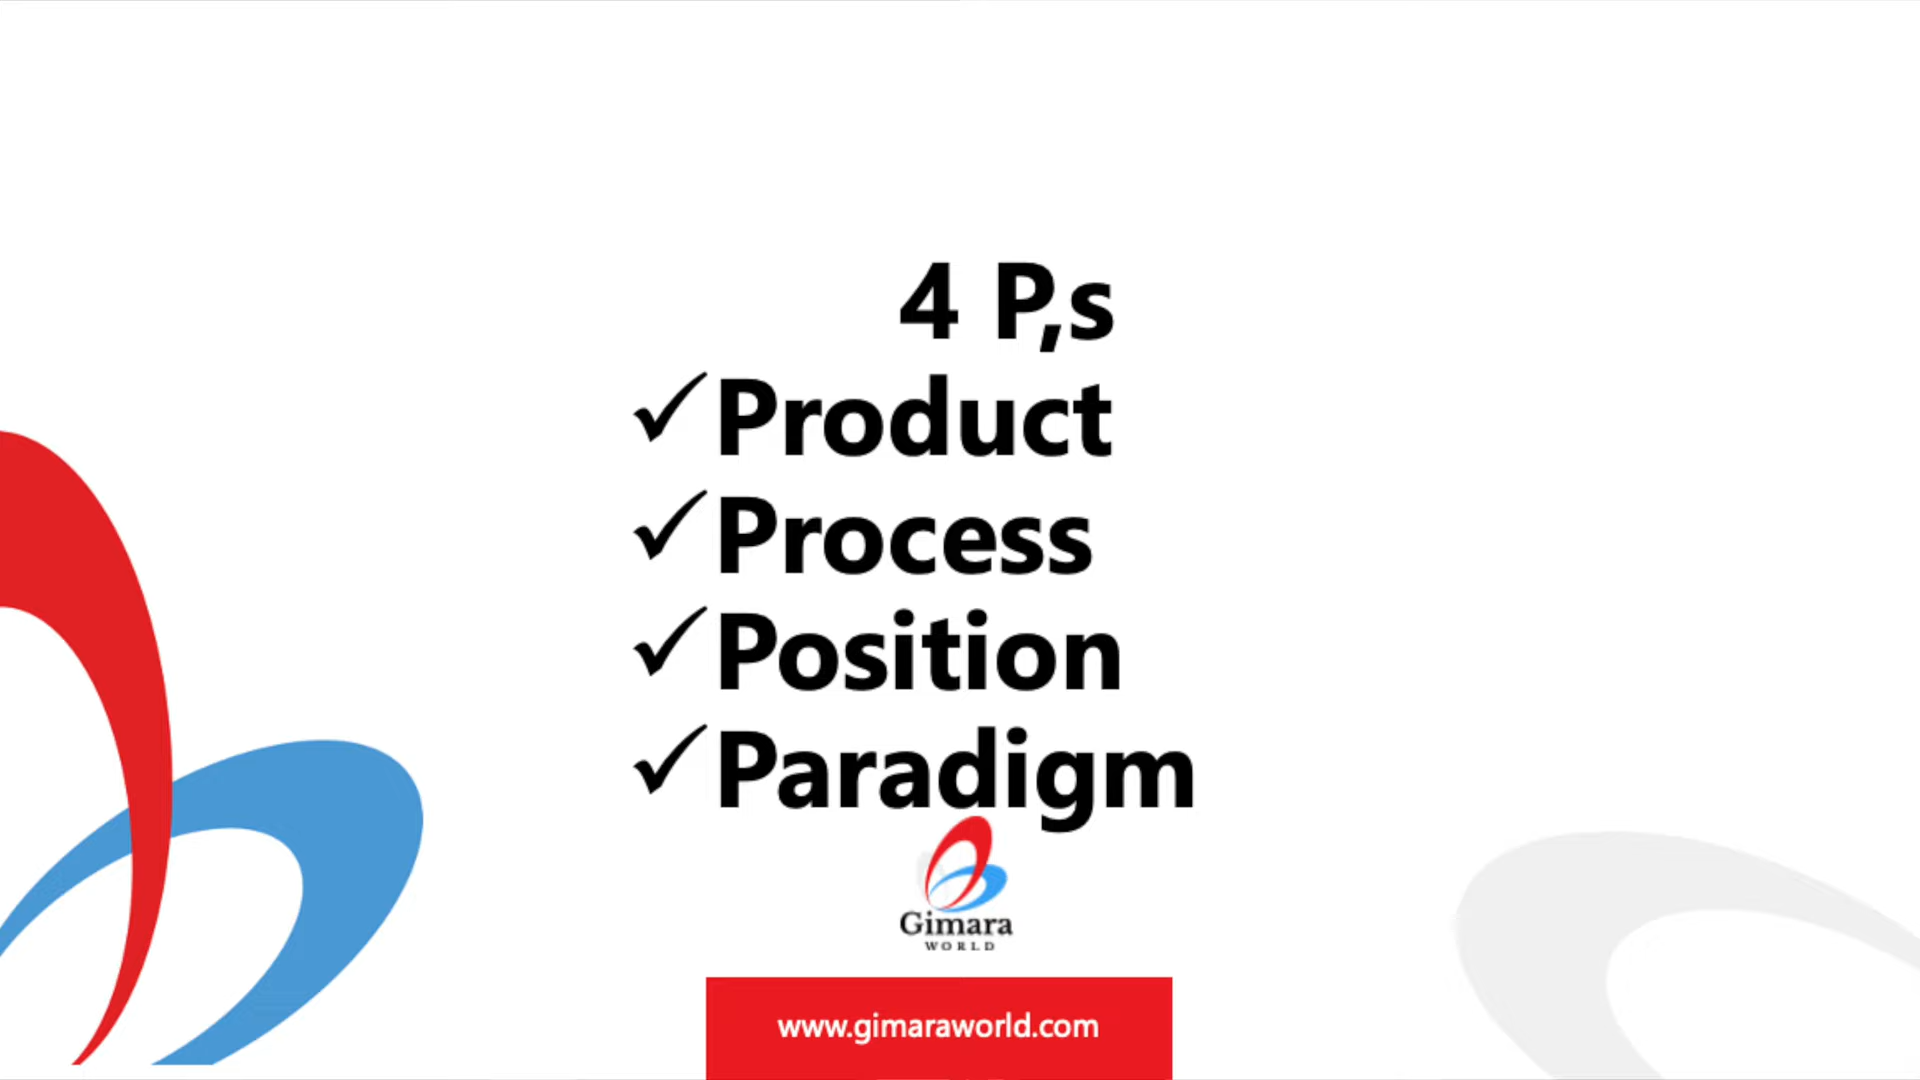 4 P,s
✓Product
✓Process
✓Position
✓Paradigm
Gimara
WORLD
www.gimaraworld.com